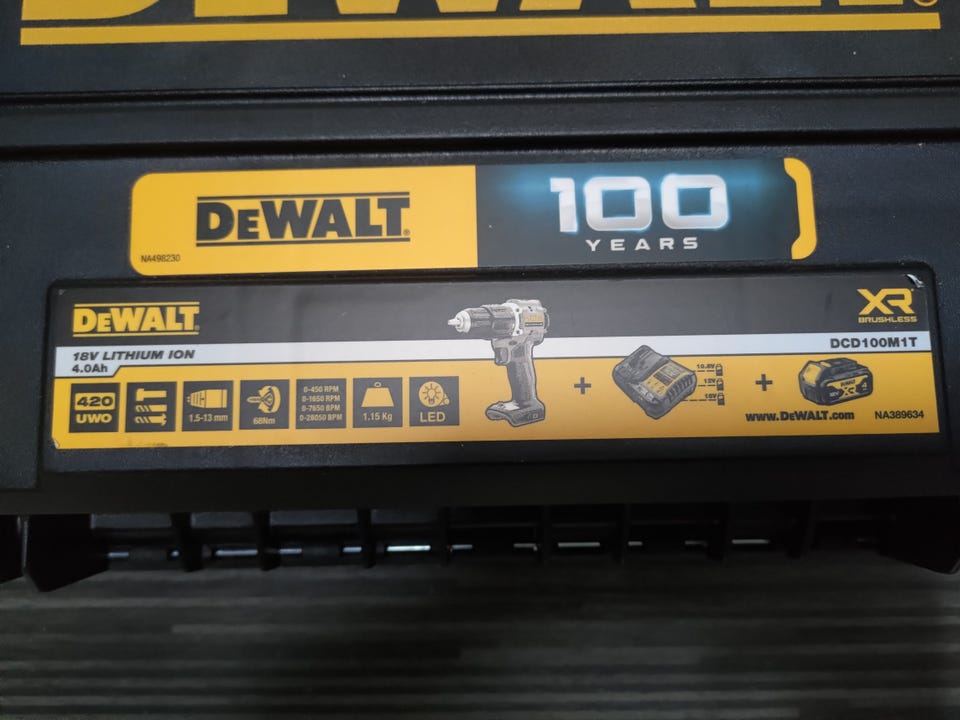 DEWALT
DEWALT®
100
YEARS
NA498230
DEWALT
XR
BRUSHLESS
18V LITHIUM ION
4.0Ah
DCD100M1T
420
UWO
1.5-13 mm
68Nm
0-450 RPM
0-1650 RPM
0-7650 BPM
0-28050 BPM
1.15 Kg
LED
+
10.8V
12V
18V
+
XR
www.DEWALT.com
NA389634